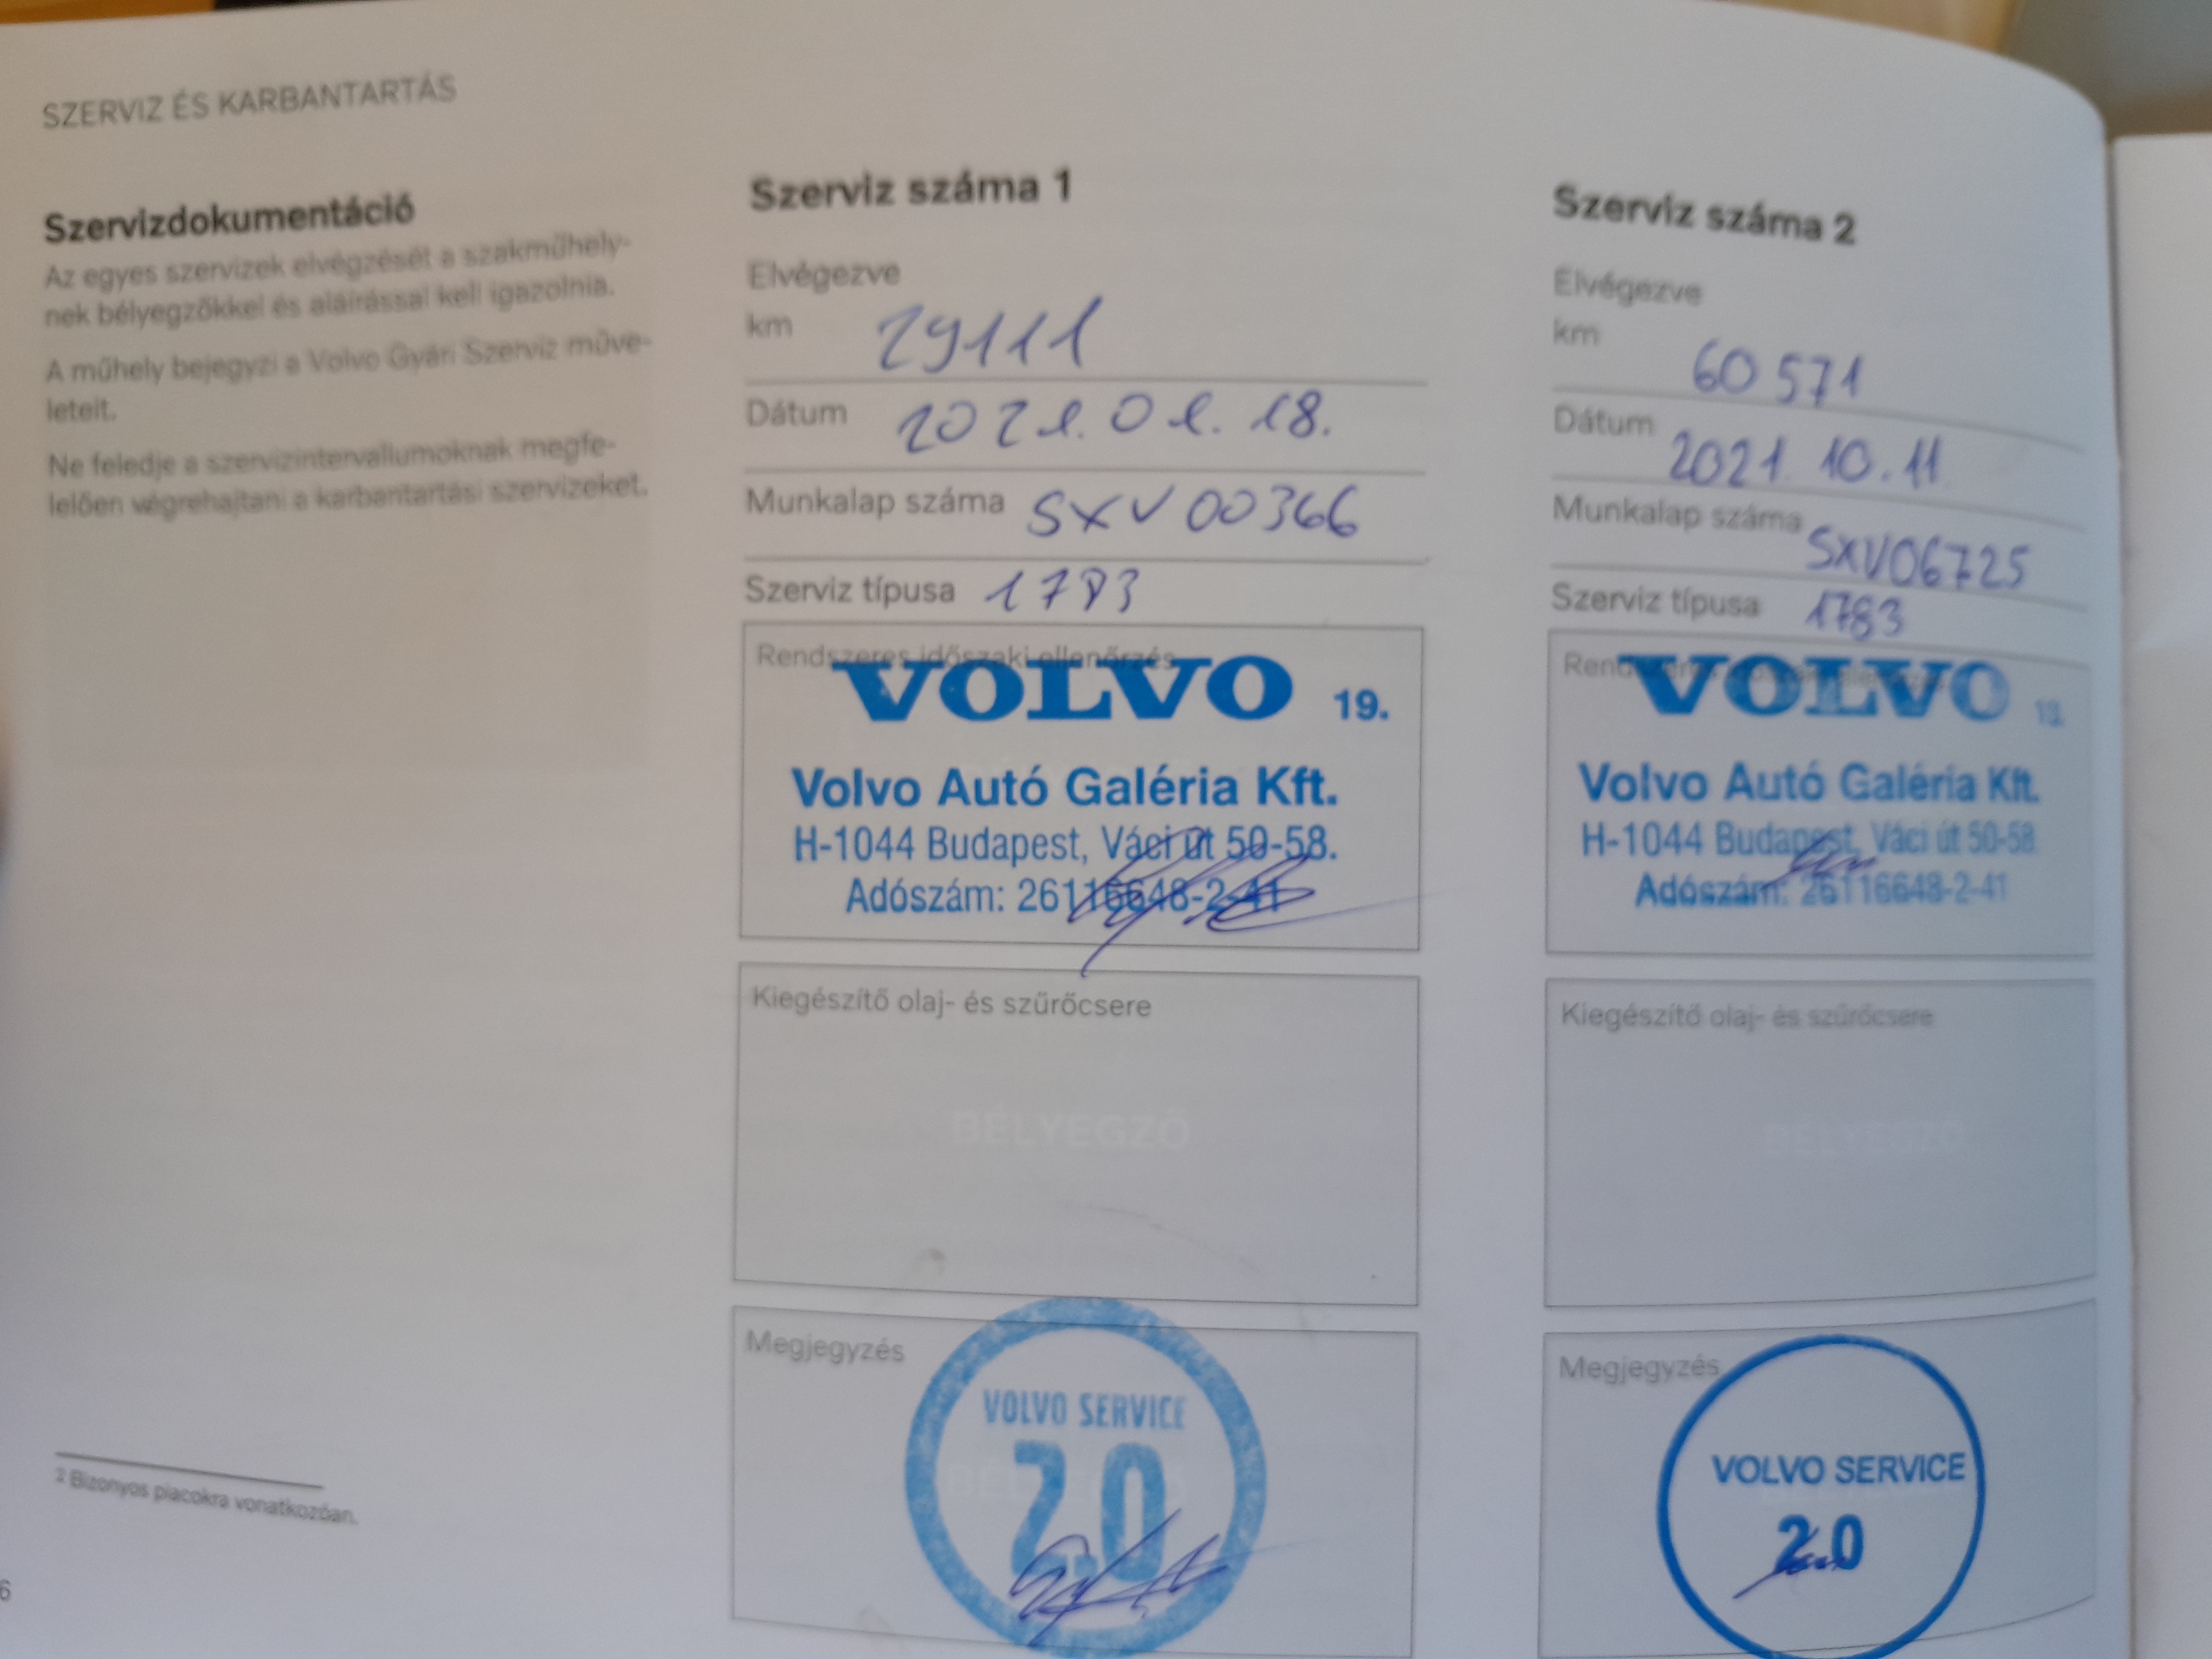 SZERVIZ ÉS KARBANTARTÁS
Szervizdokumentáció
Az egyes szervizek elvégzését a szakműhely-
nek bélyegzőkkel és aláírással kell igazolnia.
A műhely bejegyzi a Volvo Gyári Szerviz műve-
leteit.
Ne feledje a szervizintervallumoknak megfe-
lelően végrehajtani a karbantartási szervizeket.
2 Bizonyos piacokra vonatkozóan.
6
Szerviz száma 1
Elvégezve
km 29111
Dátum 2021.01.18.
Munkalap száma SXV00366
Szerviz típusa 1783
Rendszeres időszaki ellenőrzés
VOLVO 19.
Volvo Autó Galéria Kft.
H-1044 Budapest, Váci út 50-58.
Adószám: 26116648-2-41
Kiegészítő olaj- és szűrőcsere
BÉLYEGZŐ
Megjegyzés
VOLVO SERVICE
2.0
Szerviz száma 2
Elvégezve
km 60571
Dátum 2021 10.11
Munkalap száma SXV06725
Szerviz típusa 1783
VOLVO 19.
Volvo Autó Galéria Kft.
H-1044 Budapest, Váci út 50-58.
Adószám: 26116648-2-41
Kiegészítő olaj- és szűrőcsere
BÉLYEGZŐ
Megjegyzés
VOLVO SERVICE
2.0